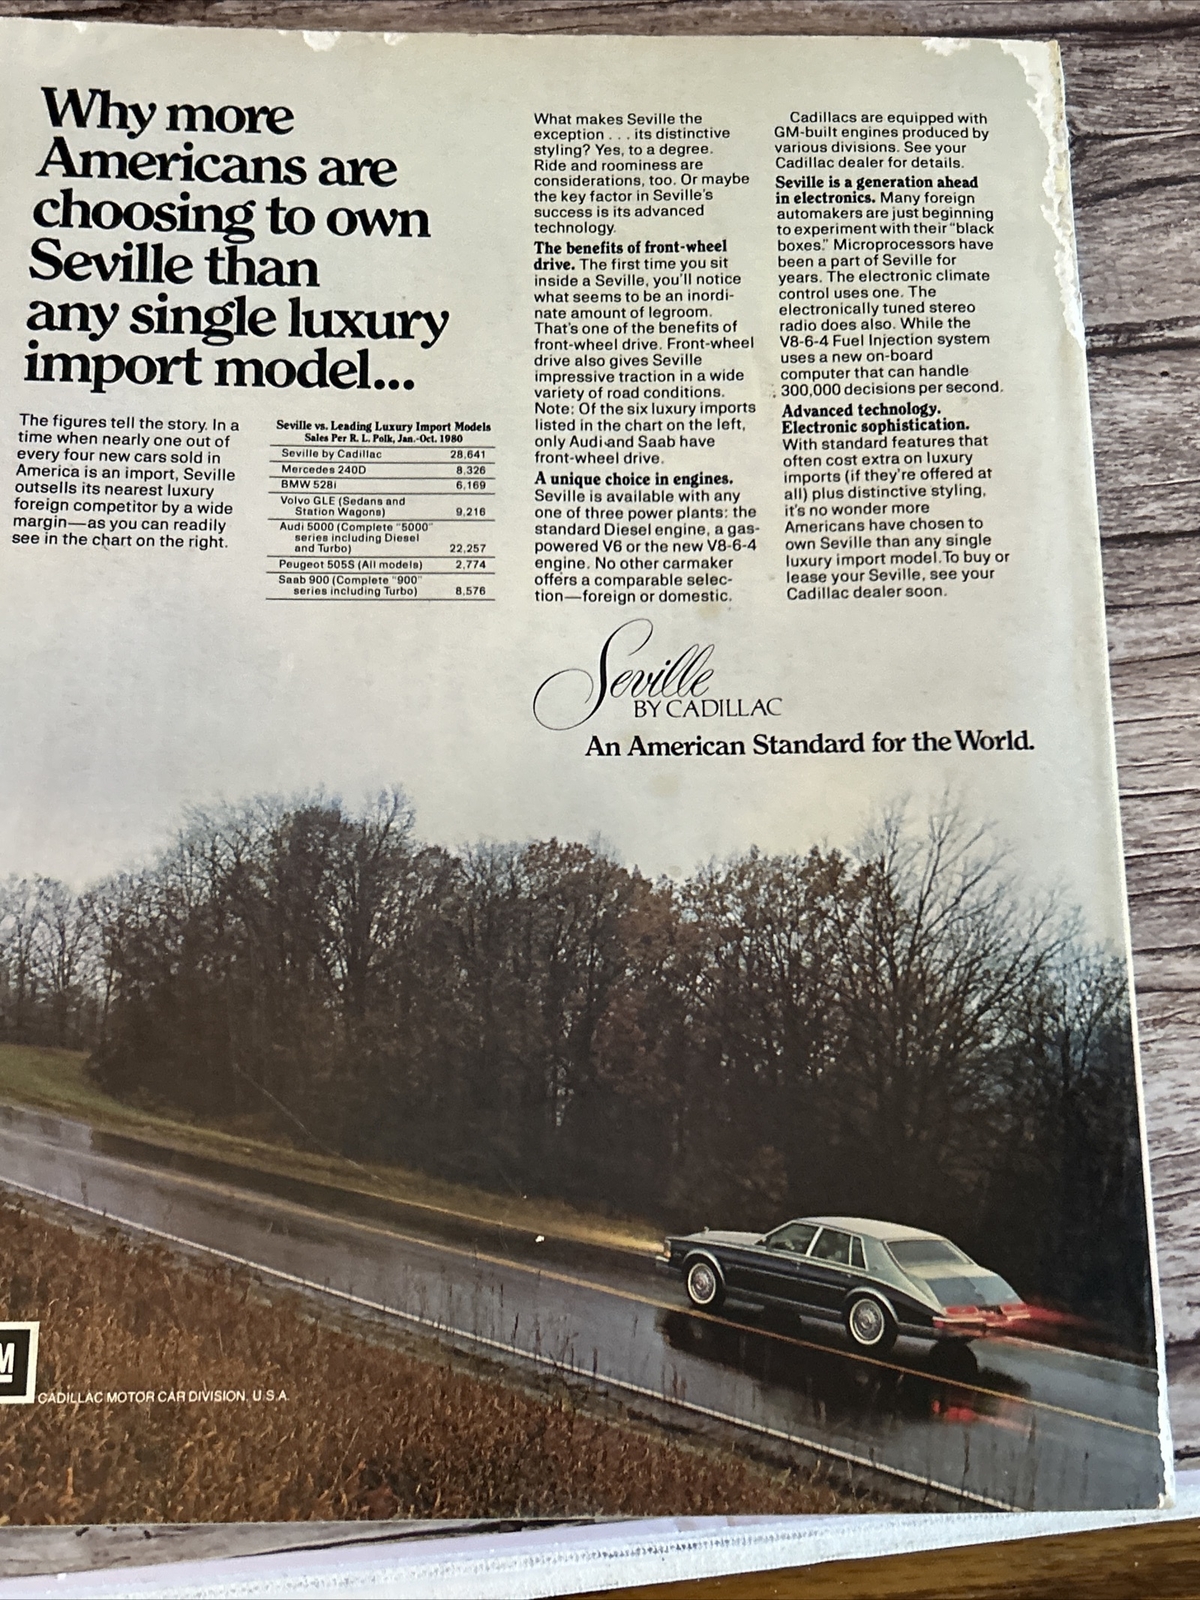 Why more
Americans are
choosing to own
Seville than
any single luxury
import model...
The figures tell the story. In a
time when nearly one out of
every four new cars sold in
America is an import, Seville
outsells its nearest luxury
foreign competitor by a wide
margin—as you can readily
see in the chart on the right.
Seville vs. Leading Luxury Import Models
Sales Per R. L. Polk, Jan.-Oct. 1980
Seville by Cadillac 28,641
Mercedes 240D 8,326
BMW 528i 6,169
Volvo GLE (Sedans and
Station Wagons) 9,216
Audi 5000 (Complete "5000"
series including Diesel
and Turbo) 22,257
Peugeot 505S (All models) 2,774
Saab 900 (Complete "900"
series including Turbo) 8,576
What makes Seville the
exception . . . its distinctive
styling? Yes, to a degree.
Ride and roominess are
considerations, too. Or maybe
the key factor in Seville's
success is its advanced
technology.
The benefits of front-wheel
drive. The first time you sit
inside a Seville, you'll notice
what seems to be an inordi-
nate amount of legroom.
That's one of the benefits of
front-wheel drive. Front-wheel
drive also gives Seville
impressive traction in a wide
variety of road conditions.
Note: Of the six luxury imports
listed in the chart on the left,
only Audi and Saab have
front-wheel drive.
A unique choice in engines.
Seville is available with any
one of three power plants: the
standard Diesel engine, a gas-
powered V6 or the new V8-6-4
engine. No other carmaker
offers a comparable selec-
tion—foreign or domestic.
Cadillacs are equipped with
GM-built engines produced by
various divisions. See your
Cadillac dealer for details.
Seville is a generation ahead
in electronics. Many foreign
automakers are just beginning
to experiment with their "black
boxes." Microprocessors have
been a part of Seville for
years. The electronic climate
control uses one. The
electronically tuned stereo
radio does also. While the
V8-6-4 Fuel Injection system
uses a new on-board
computer that can handle
300,000 decisions per second.
Advanced technology.
Electronic sophistication.
With standard features that
often cost extra on luxury
imports (if they're offered at
all) plus distinctive styling,
it's no wonder more
Americans have chosen to
own Seville than any single
luxury import model. To buy or
lease your Seville, see your
Cadillac dealer soon.
Seville
BY CADILLAC
An American Standard for the World.
M
CADILLAC MOTOR CAR DIVISION, U.S.A.